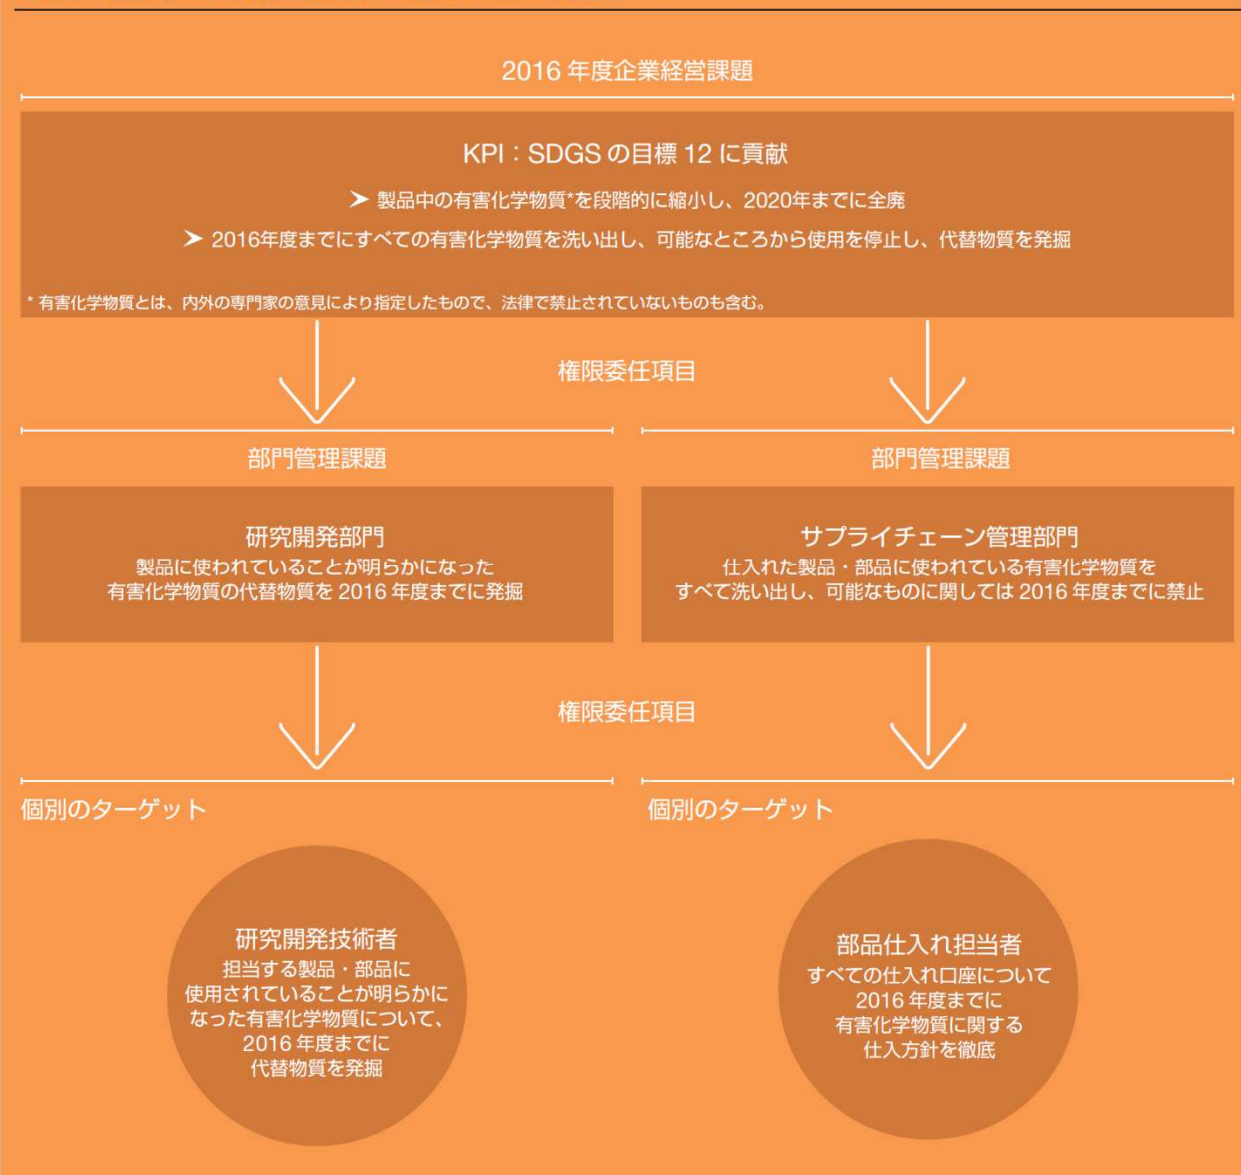 2016 年度企業経営課題
KPI：SDGS の目標 12 に貢献
➤ 製品中の有害化学物質*を段階的に縮小し、2020年までに全廃
➤ 2016年度までにすべての有害化学物質を洗い出し、可能なところから使用を停止し、代替物質を発掘
* 有害化学物質とは、内外の専門家の意見により指定したもので、法律で禁止されていないものも含む。
権限委任項目
部門管理課題
部門管理課題
研究開発部門
製品に使われていることが明らかになった
有害化学物質の代替物質を 2016 年度までに発掘
サプライチェーン管理部門
仕入れた製品・部品に使われている有害化学物質を
すべて洗い出し、可能なものに関しては 2016 年度までに禁止
権限委任項目
個別のターゲット
個別のターゲット
研究開発技術者
担当する製品・部品に
使用されていることが明らかに
なった有害化学物質について、
2016 年度までに
代替物質を発掘
部品仕入れ担当者
すべての仕入れ口座について
2016 年度までに
有害化学物質に関する
仕入方針を徹底